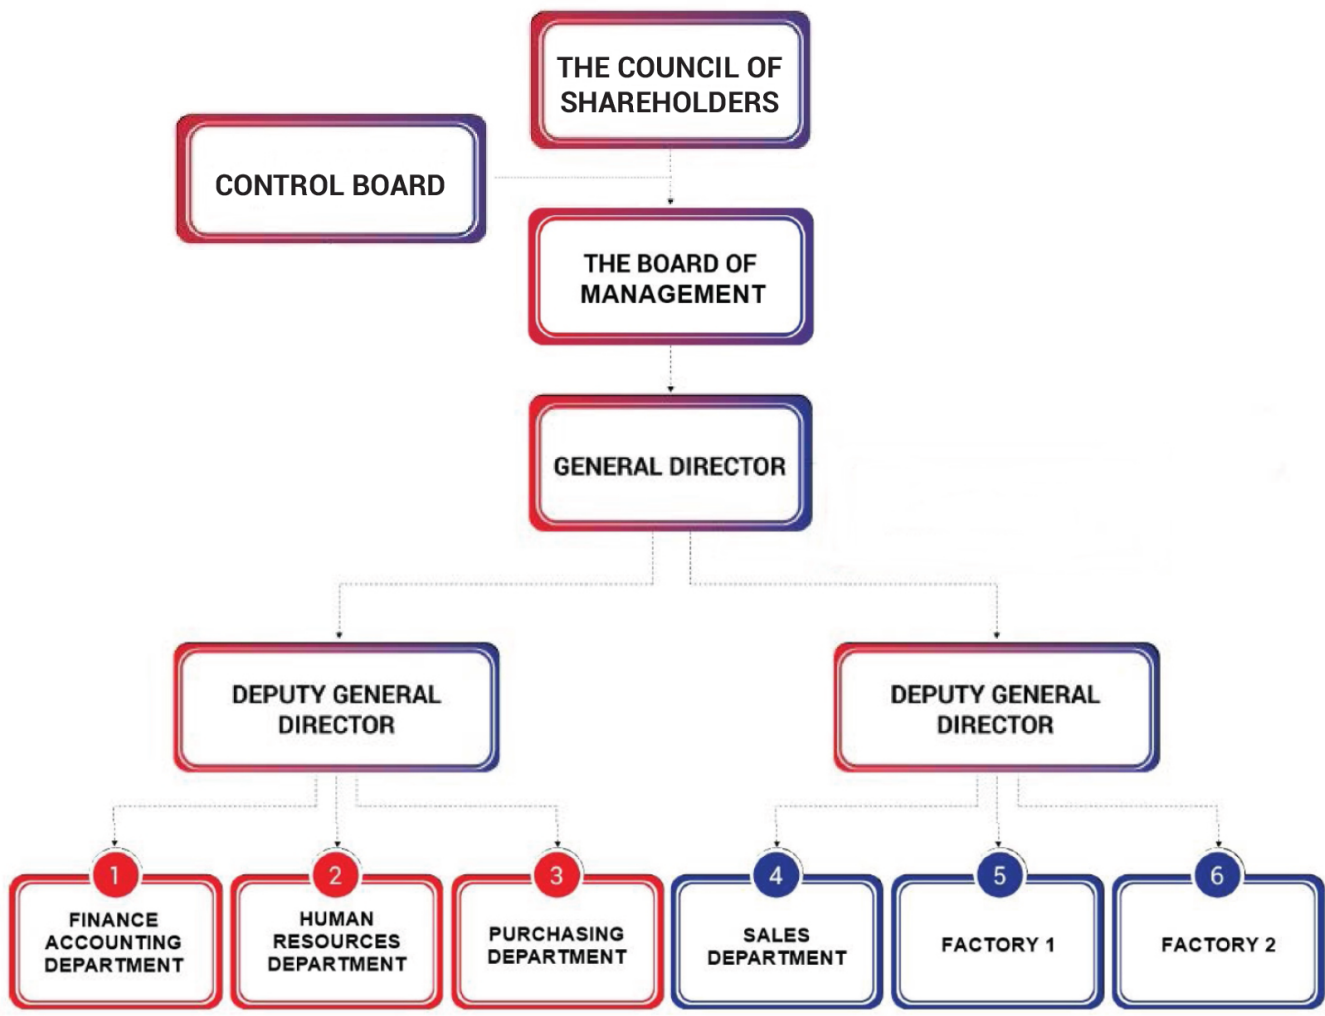 THE COUNCIL OF
SHAREHOLDERS
CONTROL BOARD
THE BOARD OF
MANAGEMENT
GENERAL DIRECTOR
DEPUTY GENERAL
DIRECTOR
DEPUTY GENERAL
DIRECTOR
1
FINANCE
ACCOUNTING
DEPARTMENT
2
HUMAN
RESOURCES
DEPARTMENT
3
PURCHASING
DEPARTMENT
4
SALES
DEPARTMENT
5
FACTORY 1
6
FACTORY 2